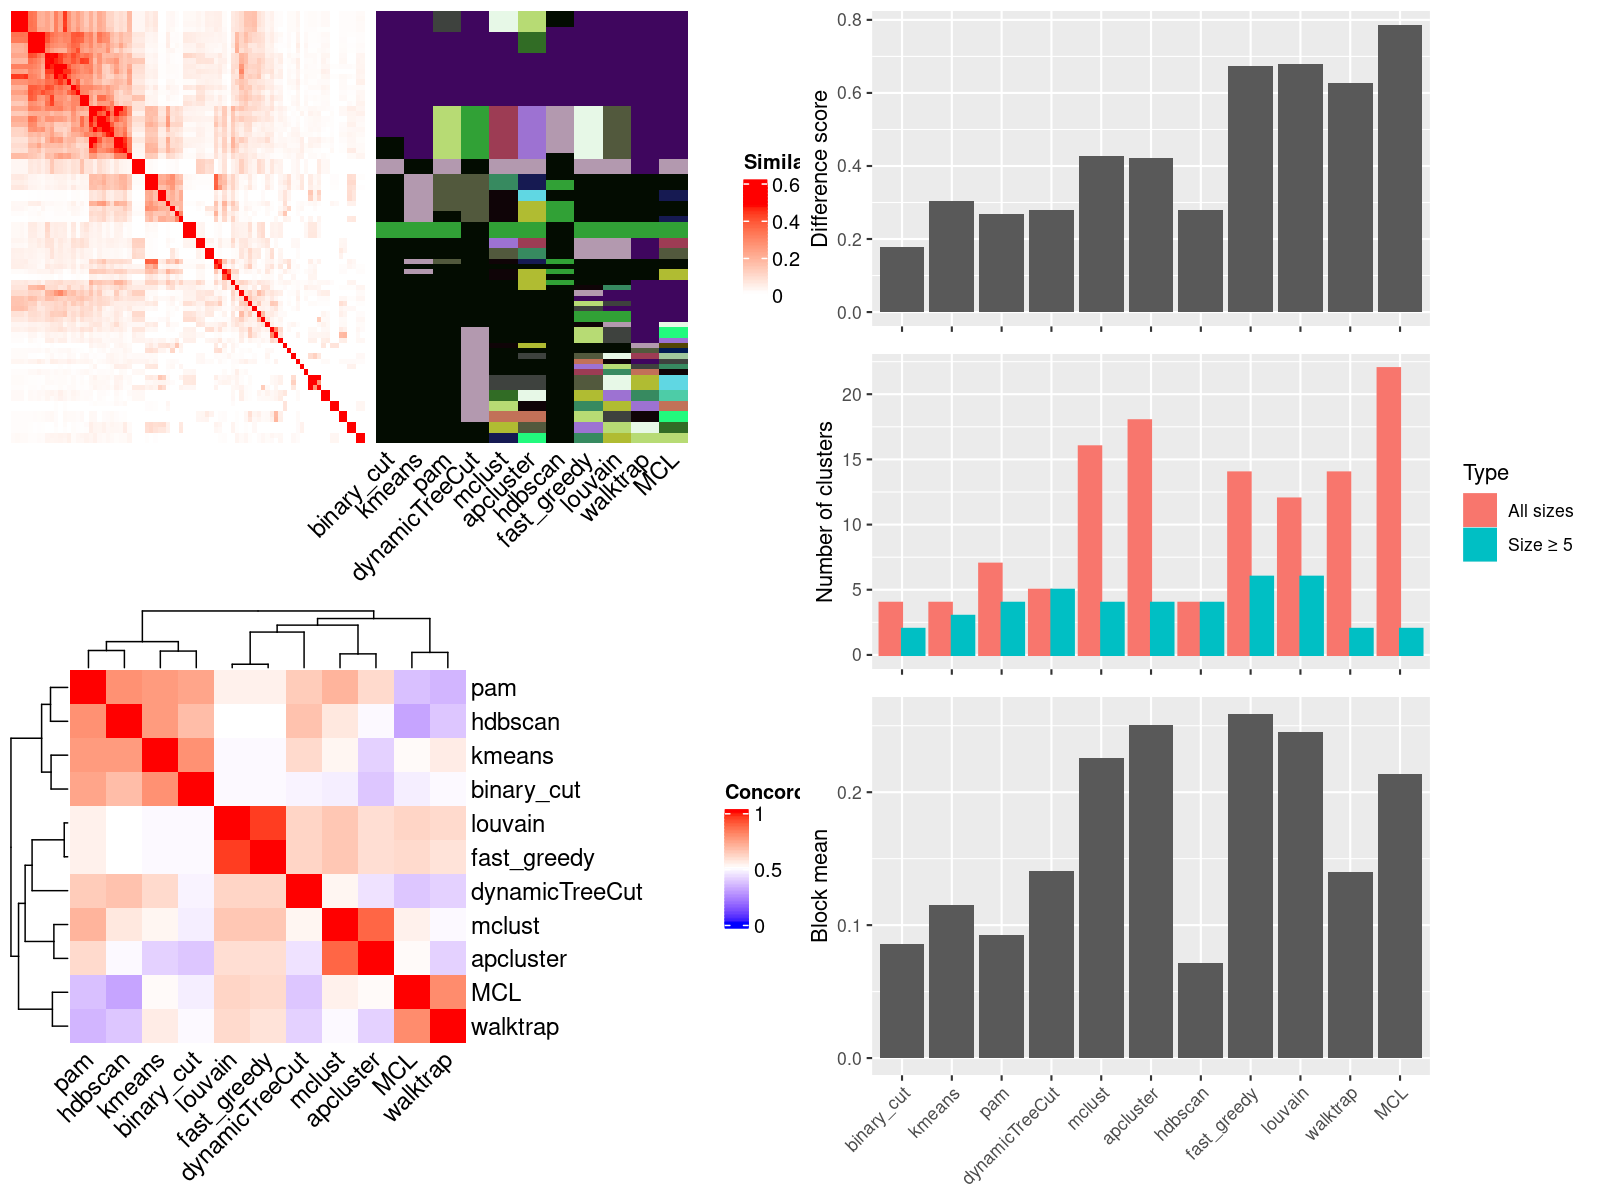 Simila
0.6
0.4
0.2
0
binary_cut
kmeans
pam
dynamicTreeCut
mclust
apcluster
hdbscan
fast_greedy
louvain
walktrap
MCL
Difference score
0.8
0.6
0.4
0.2
0.0
Number of clusters
20
15
10
5
0
Type
All sizes
Size ≥ 5
pam
hdbscan
kmeans
binary_cut
louvain
fast_greedy
dynamicTreeCut
mclust
apcluster
MCL
walktrap
pam
hdbscan
kmeans
binary_cut
louvain
fast_greedy
dynamicTreeCut
mclust
apcluster
MCL
walktrap
Concord
1
0.5
0
Block mean
0.2
0.1
0.0
binary_cut
kmeans
pam
dynamicTreeCut
mclust
apcluster
hdbscan
fast_greedy
louvain
walktrap
MCL